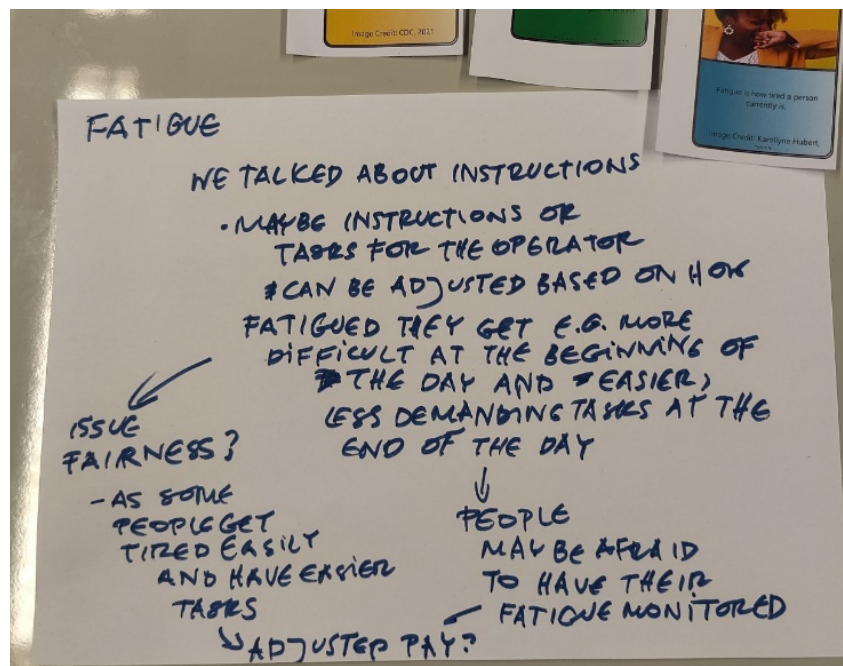 Image Credit: CDC, 2021
Fatigue is how tired a person
currently is.
Image Credit: Karollyne Hubert,
FATIGUE
WE TALKED ABOUT INSTRUCTIONS
• MAYBE INSTRUCTIONS OR
TASKS FOR THE OPERATOR
CAN BE ADJUSTED BASED ON HOW
FATIGUED THEY GET E.G. MORE
DIFFICULT AT THE BEGINNING OF
THE DAY AND EASIER,
LESS DEMANDING TASKS AT THE
END OF THE DAY
ISSUE
FAIRNESS?
- AS SOME
PEOPLE GET
TIRED EASILY
AND HAVE EASIER
TASKS
PEOPLE
MAY BE AFRAID
TO HAVE THEIR
FATIGUE MONITORED
ADJUSTED PAY?